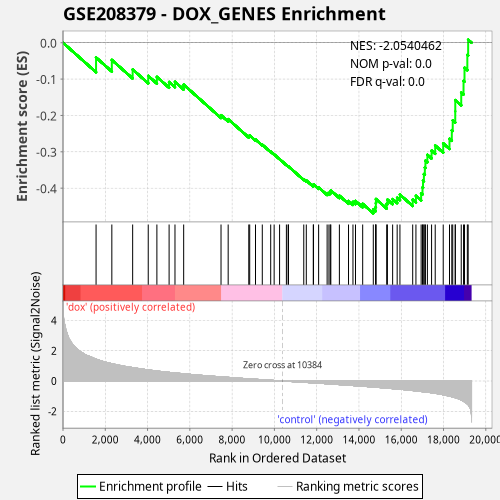 GSE208379 - DOX_GENES Enrichment
Enrichment score (ES)
0.0
-0.1
-0.2
-0.3
-0.4
NES: -2.0540462
NOM p-val: 0.0
FDR q-val: 0.0
'dox' (positively correlated)
Ranked list metric (Signal2Noise)
4
2
0
-2
Zero cross at 10384
'control' (negatively correlated)
0 2,000 4,000 6,000 8,000 10,000 12,000 14,000 16,000 18,000 20,000
Rank in Ordered Dataset
Enrichment profile Hits Ranking metric scores